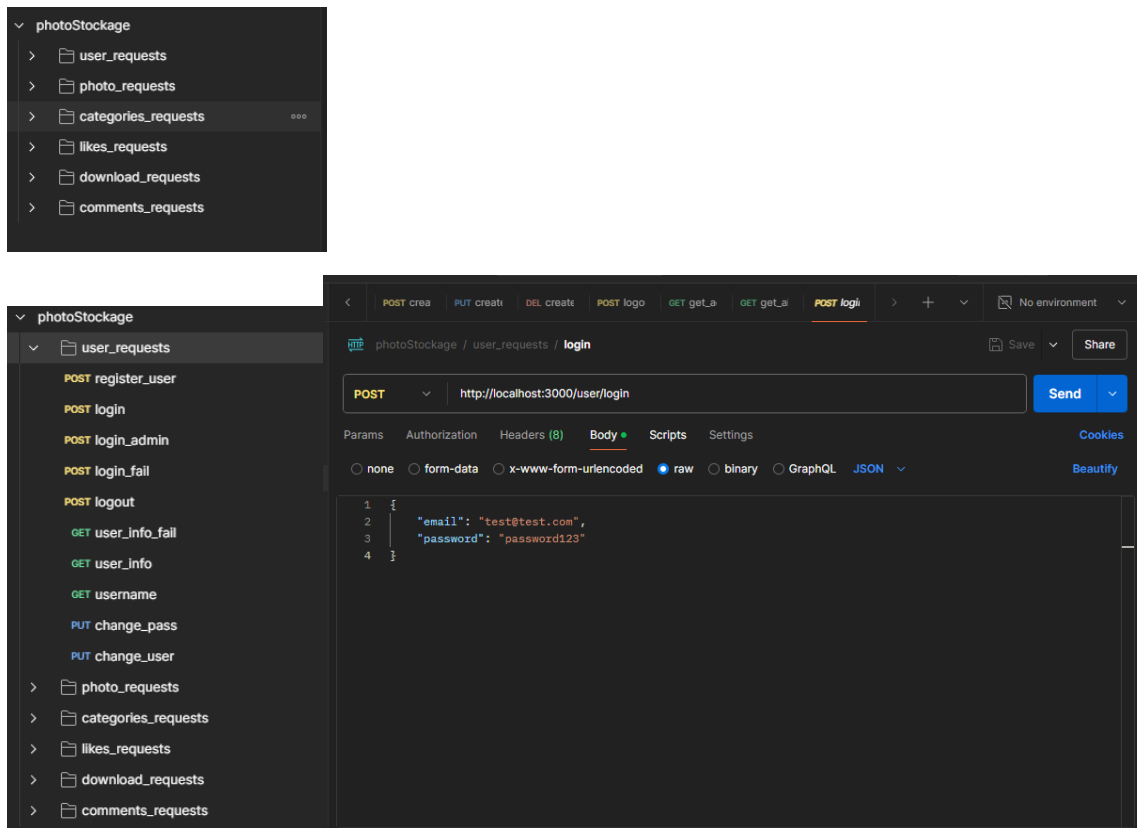 photoStockage
user_requests
photo_requests
categories_requests
likes_requests
download_requests
comments_requests
photoStockage
user_requests
POST register_user
POST login
POST login_admin
POST login_fail
POST logout
GET user_info_fail
GET user_info
GET username
PUT change_pass
PUT change_user
photo_requests
categories_requests
likes_requests
download_requests
comments_requests
POST crea PUT creat DEL create POST logo GET get_a GET get_a POST logi No environment
HTTP photoStockage / user_requests / login Save Share
POST http://localhost:3000/user/login Send
Params Authorization Headers (8) Body Scripts Settings Cookies
none form-data x-www-form-urlencoded raw binary GraphQL JSON Beautify
1 {
2 "email": "test@test.com",
3 "password": "password123"
4 }